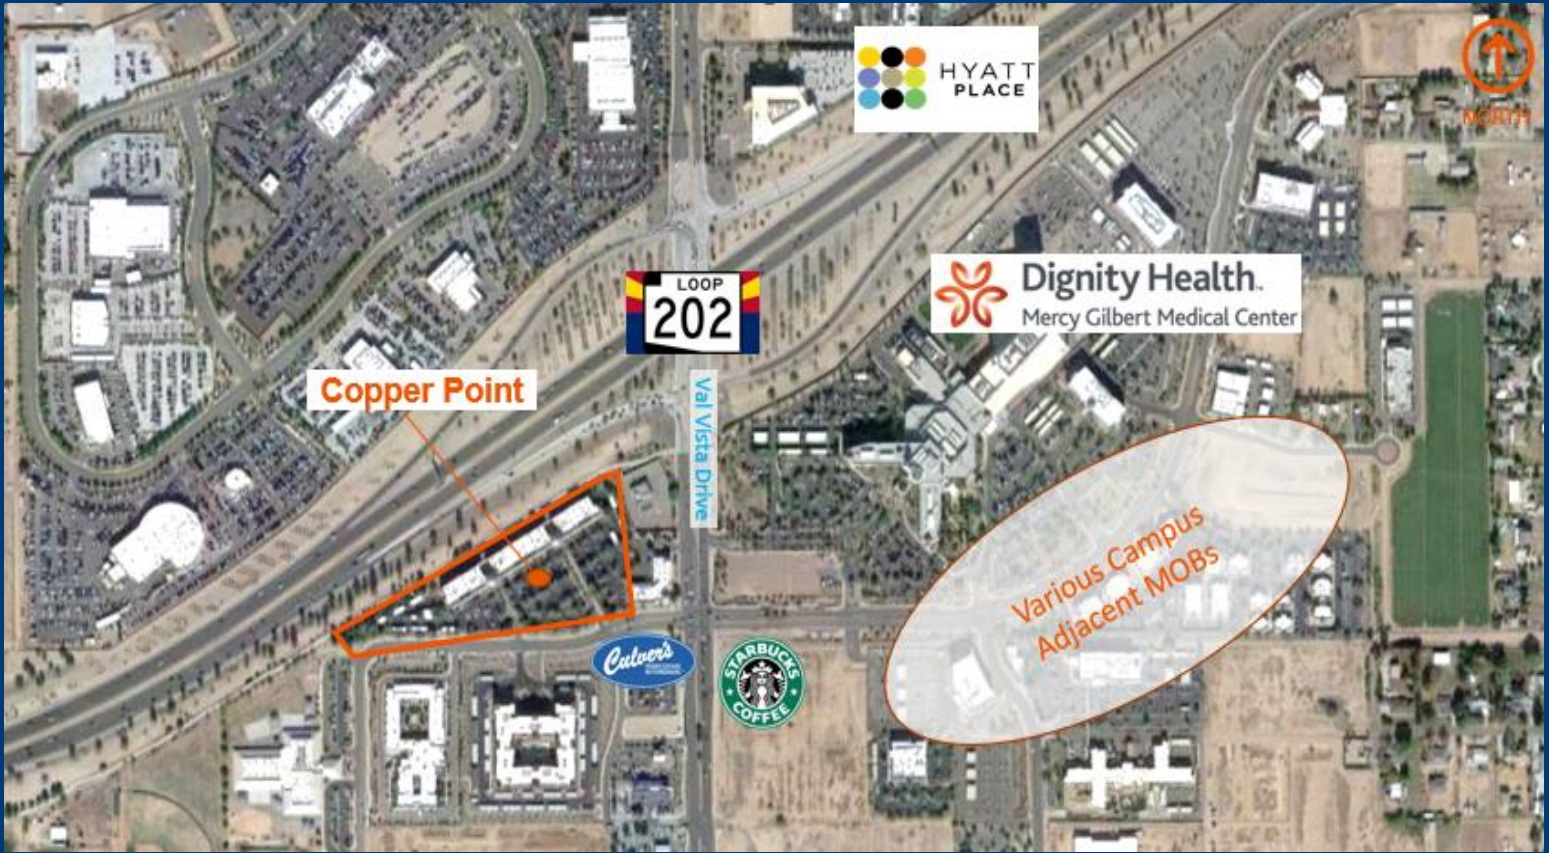 HYATT
PLACE
NORTH
Dignity Health™
Mercy Gilbert Medical Center
LOOP
202
Copper Point
Val Vista Drive
Various Campus
Adjacent MOBs
Culver's
STARBUCKS
COFFEE